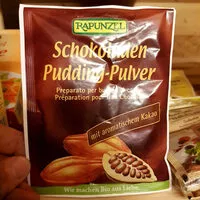 RAPUNZEL
Schokoladen
Pudding-Pulver
Preparato per
Préparation pour
mit aromatischem Kakao
Wir machen Bio aus Liebe.